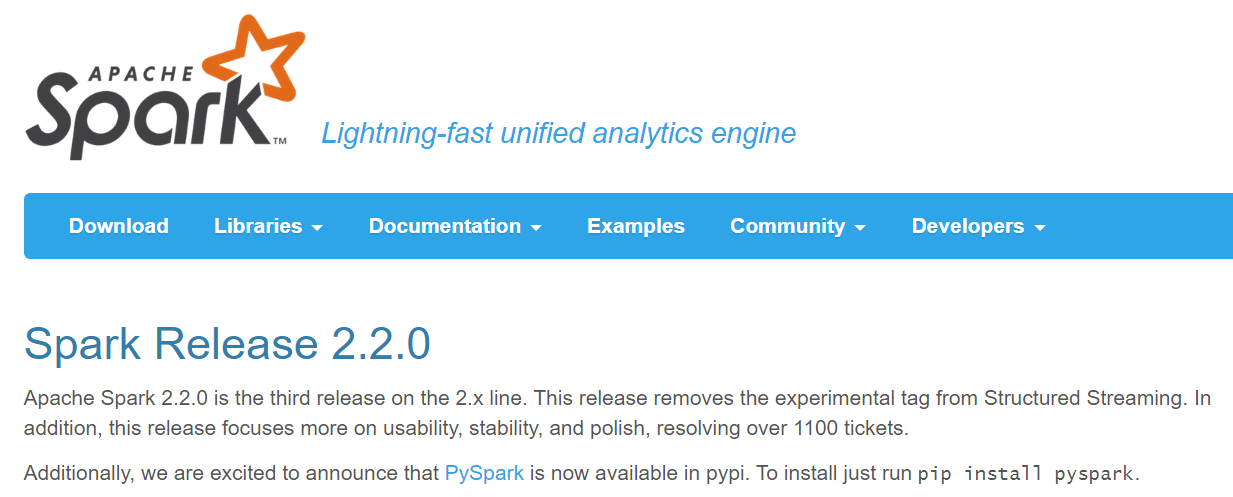 APACHE
Spark™
Lightning-fast unified analytics engine
Download Libraries Documentation Examples Community Developers
Spark Release 2.2.0
Apache Spark 2.2.0 is the third release on the 2.x line. This release removes the experimental tag from Structured Streaming. In
addition, this release focuses more on usability, stability, and polish, resolving over 1100 tickets.
Additionally, we are excited to announce that PySpark is now available in pypi. To install just run pip install pyspark.